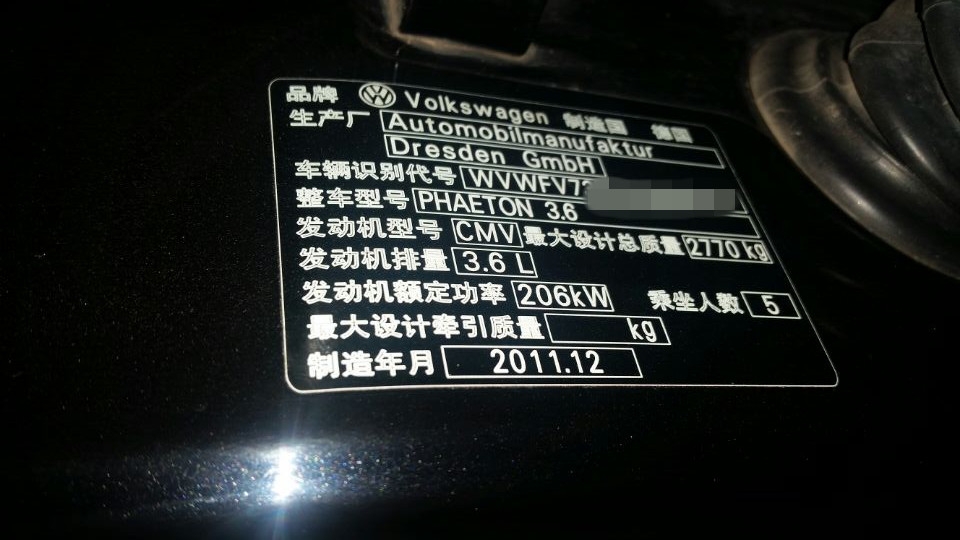 品牌 Volkswagen 制造国 德国
生产厂 Automobilmanufaktur
Dresden GmbH
车辆识别代号 WVWFV73
整车型号 PHAETON 3.6
发动机型号 CMV 最大设计总质量 2770 kg
发动机排量 3.6 L
发动机额定功率 206kW 乘坐人数 5
最大设计牵引质量 kg
制造年月 2011.12